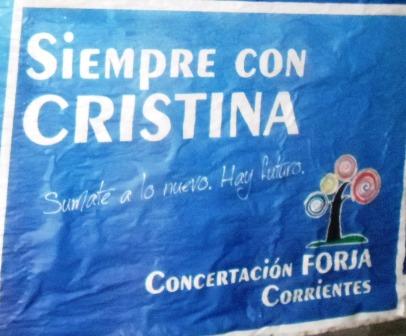 SIEMPRE CON
CRISTINA
Sumate a lo nuevo. Hay futuro.
CONCERTACIÓN FORJA
CORRIENTES